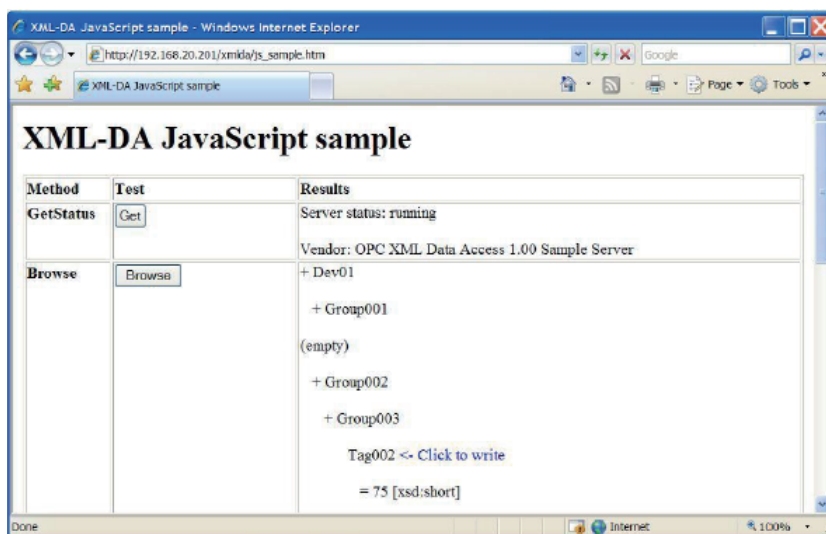 XML-DA JavaScript sample - Windows Internet Explorer
http://192.168.20.201/xmlda/js_sample.htm
Google
XML-DA JavaScript sample
Page
Tools
XML-DA JavaScript sample
Method Test Results
GetStatus Get Server status: running
Vendor: OPC XML Data Access 1.00 Sample Server
Browse Browse + Dev01
+ Group001
(empty)
+ Group002
+ Group003
Tag002 <- Click to write
= 75 [xsd:short]
Done Internet 100%